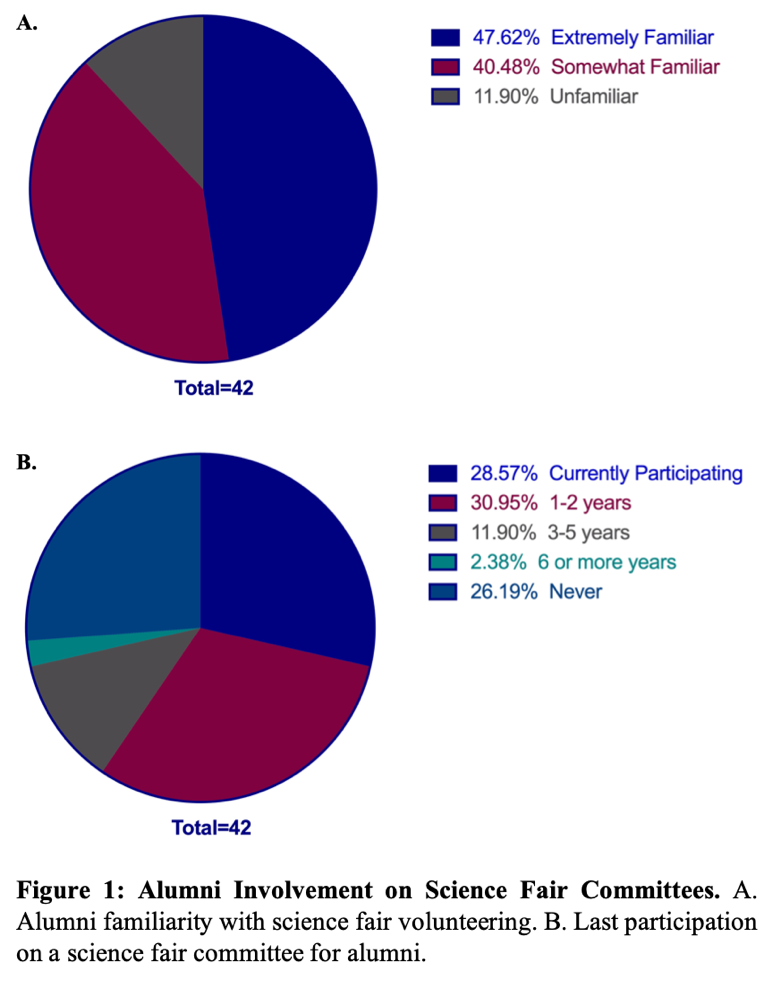 A.
47.62% Extremely Familiar
40.48% Somewhat Familiar
11.90% Unfamiliar
Total=42
B.
28.57% Currently Participating
30.95% 1-2 years
11.90% 3-5 years
2.38% 6 or more years
26.19% Never
Total=42
Figure 1: Alumni Involvement on Science Fair Committees. A.
Alumni familiarity with science fair volunteering. B. Last participation
on a science fair committee for alumni.